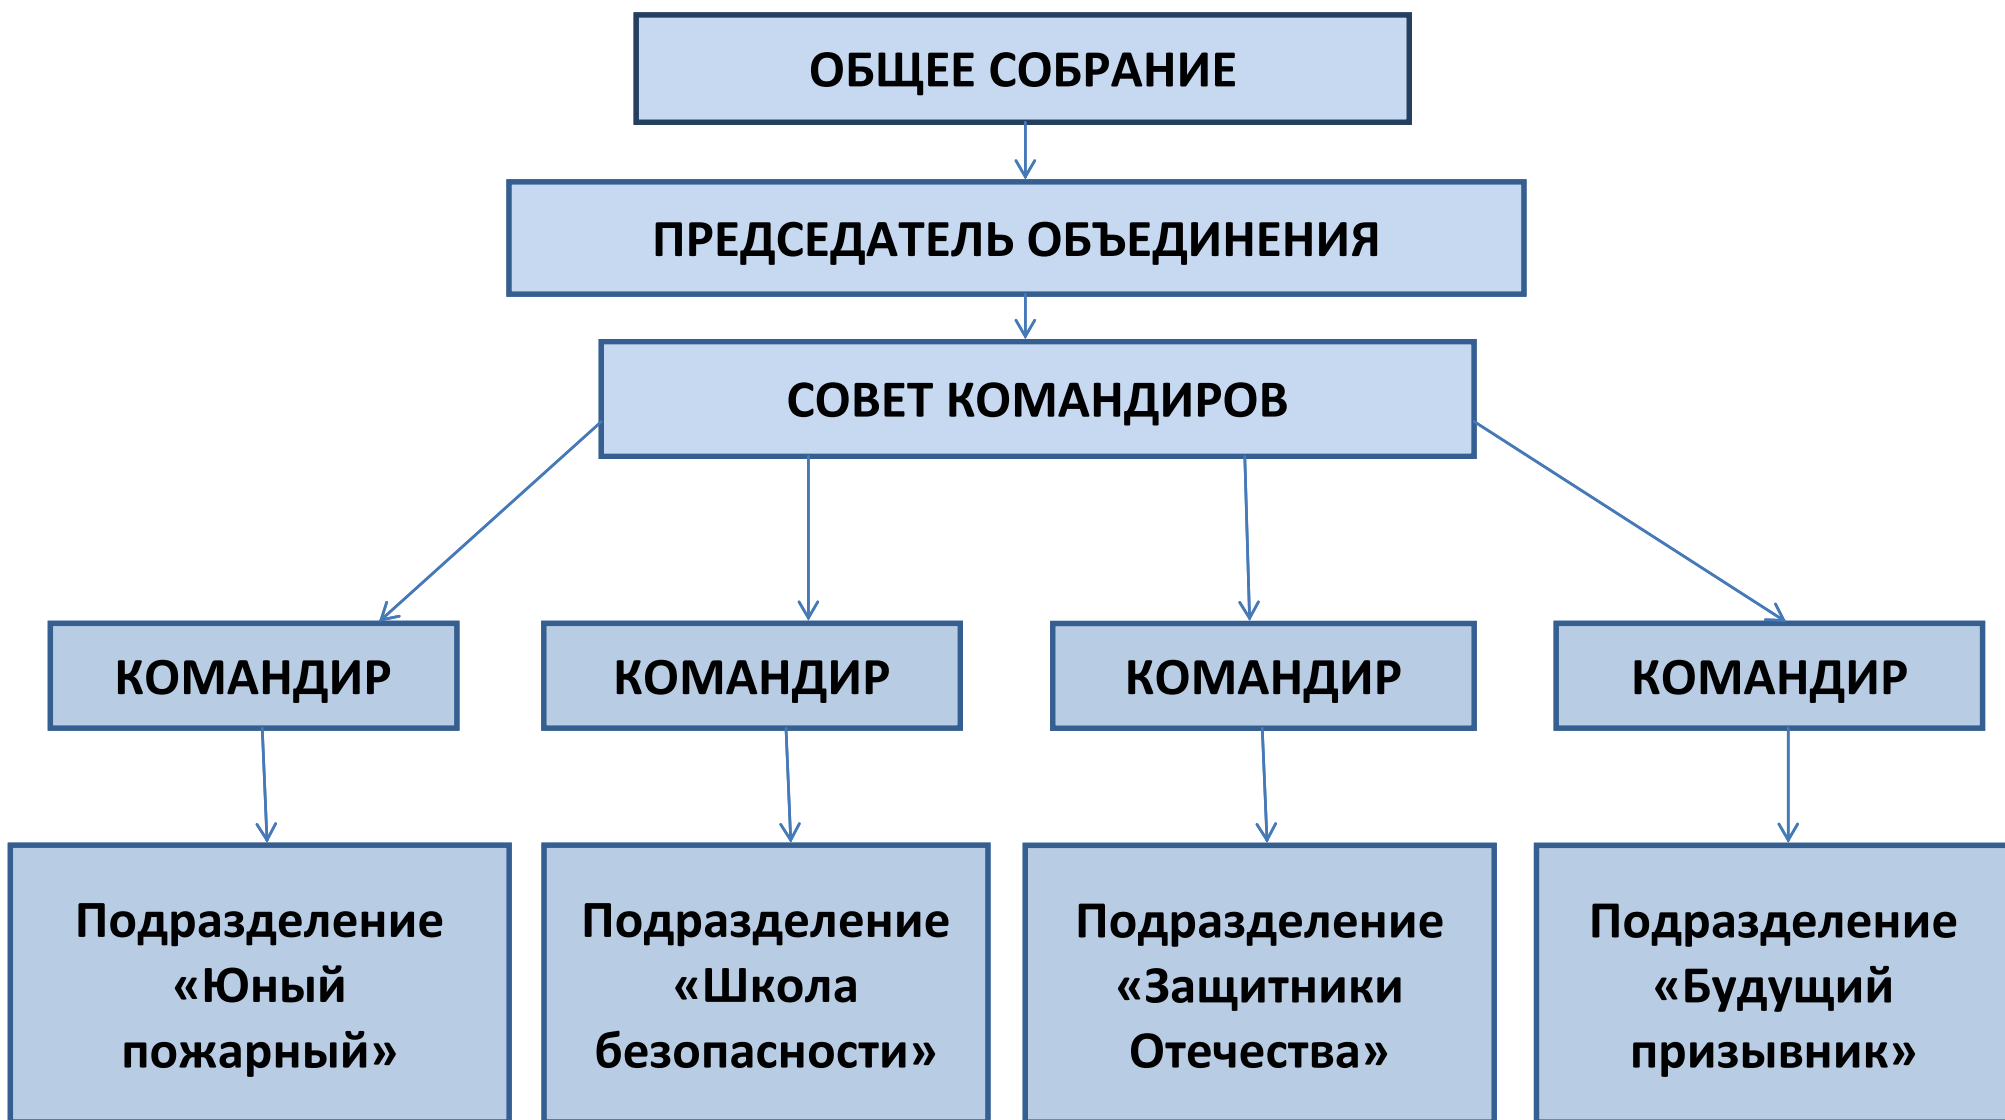 ОБЩЕЕ СОБРАНИЕ
ПРЕДСЕДАТЕЛЬ ОБЪЕДИНЕНИЯ
СОВЕТ КОМАНДИРОВ
КОМАНДИР
КОМАНДИР
КОМАНДИР
КОМАНДИР
Подразделение
«Юный
пожарный»
Подразделение
«Школа
безопасности»
Подразделение
«Защитники
Отечества»
Подразделение
«Будущий
призывник»